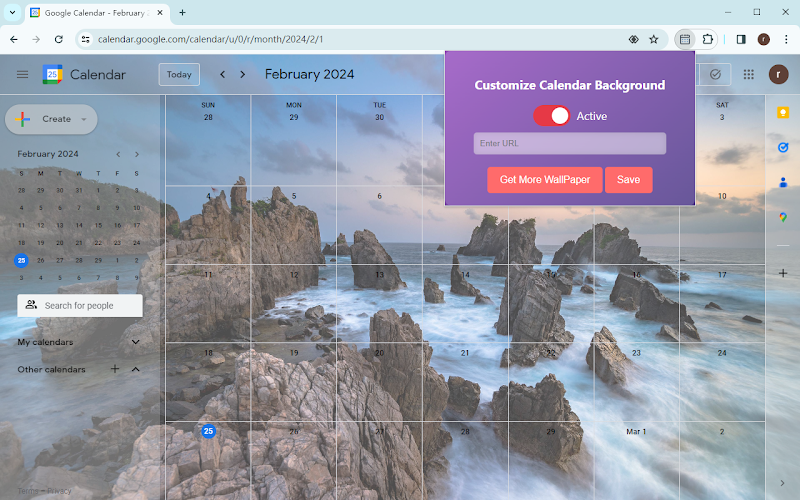 Google Calendar - February 2
calendar.google.com/calendar/u/0/r/month/2024/2/1
r
25 Calendar
Today
February 2024
r
Customize Calendar Background
Active
Enter URL
Get More WallPaper
Save
Create
February 2024
S M T W T F S
28 29 30 31 1 2 3
4 5 6 7 8 9 10
11 12 13 14 15 16 17
18 19 20 21 22 23 24
25 26 27 28 29 1 2
3 4 5 6 7 8 9
Search for people
My calendars
Other calendars
Terms – Privacy
SUN MON TUE SAT
28 29 30 3
4 5 6 10
11 12 13 14 15 16 17
18 19 20 21 22 23 24
25 26 27 28 29 Mar 1 2